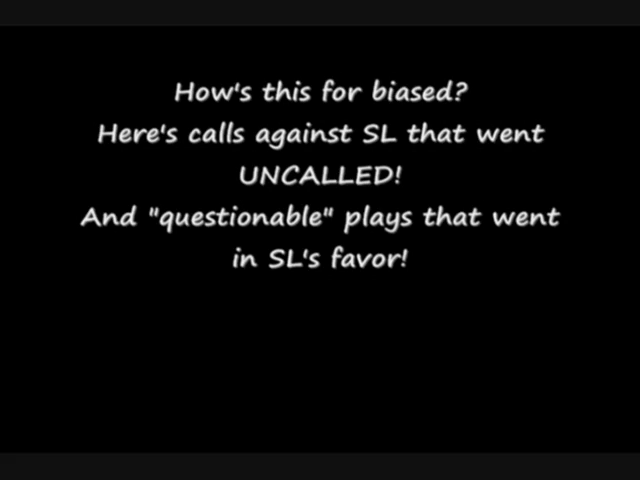 How's this for biased?
Here's calls against SL that went
UNCALLED!
And "questionable" plays that went
in SL's favor!